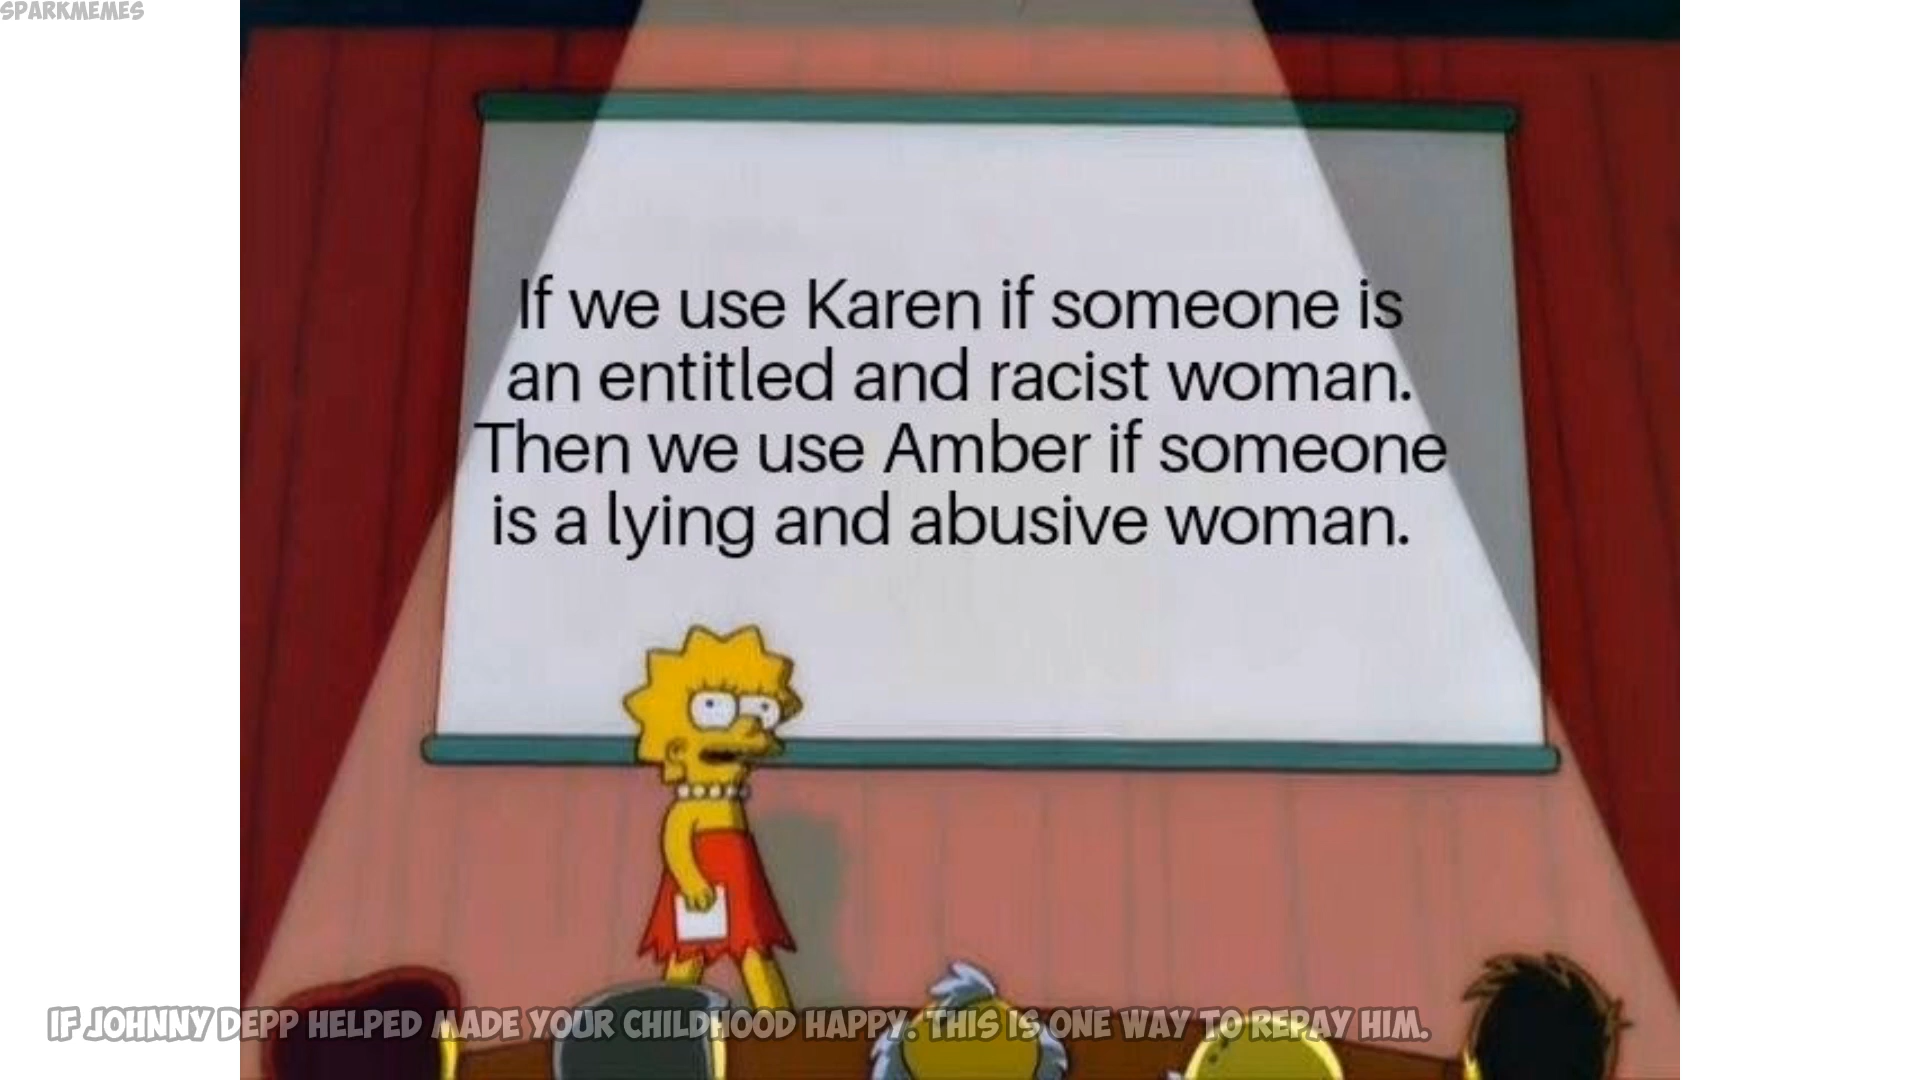 SPARKMEMES
If we use Karen if someone is
an entitled and racist woman.
Then we use Amber if someone
is a lying and abusive woman.
IF JOHNNY DEPP HELPED MADE YOUR CHILDHOOD HAPPY. THIS IS ONE WAY TO REPAY HIM.